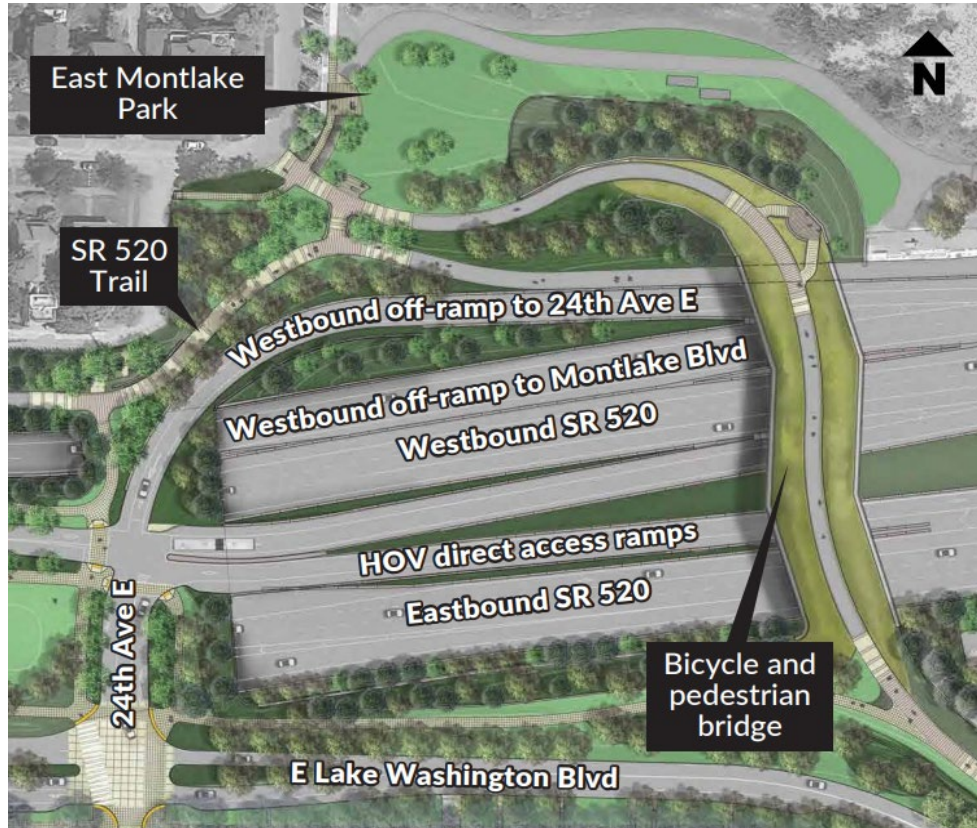 East Montlake
Park
N
SR 520
Trail
Westbound off-ramp to 24th Ave E
Westbound off-ramp to Montlake Blvd
Westbound SR 520
HOV direct access ramps
Eastbound SR 520
24th Ave E
Bicycle and
pedestrian
bridge
E Lake Washington Blvd